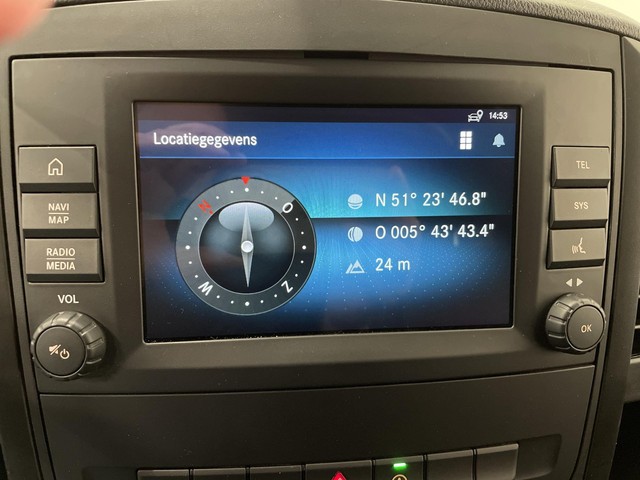 14:53
Locatiegegevens
NAVI
MAP
RADIO
MEDIA
VOL
N
O
W
Z
N 51° 23' 46.8"
O 005° 43' 43.4"
24 m
TEL
SYS
OK